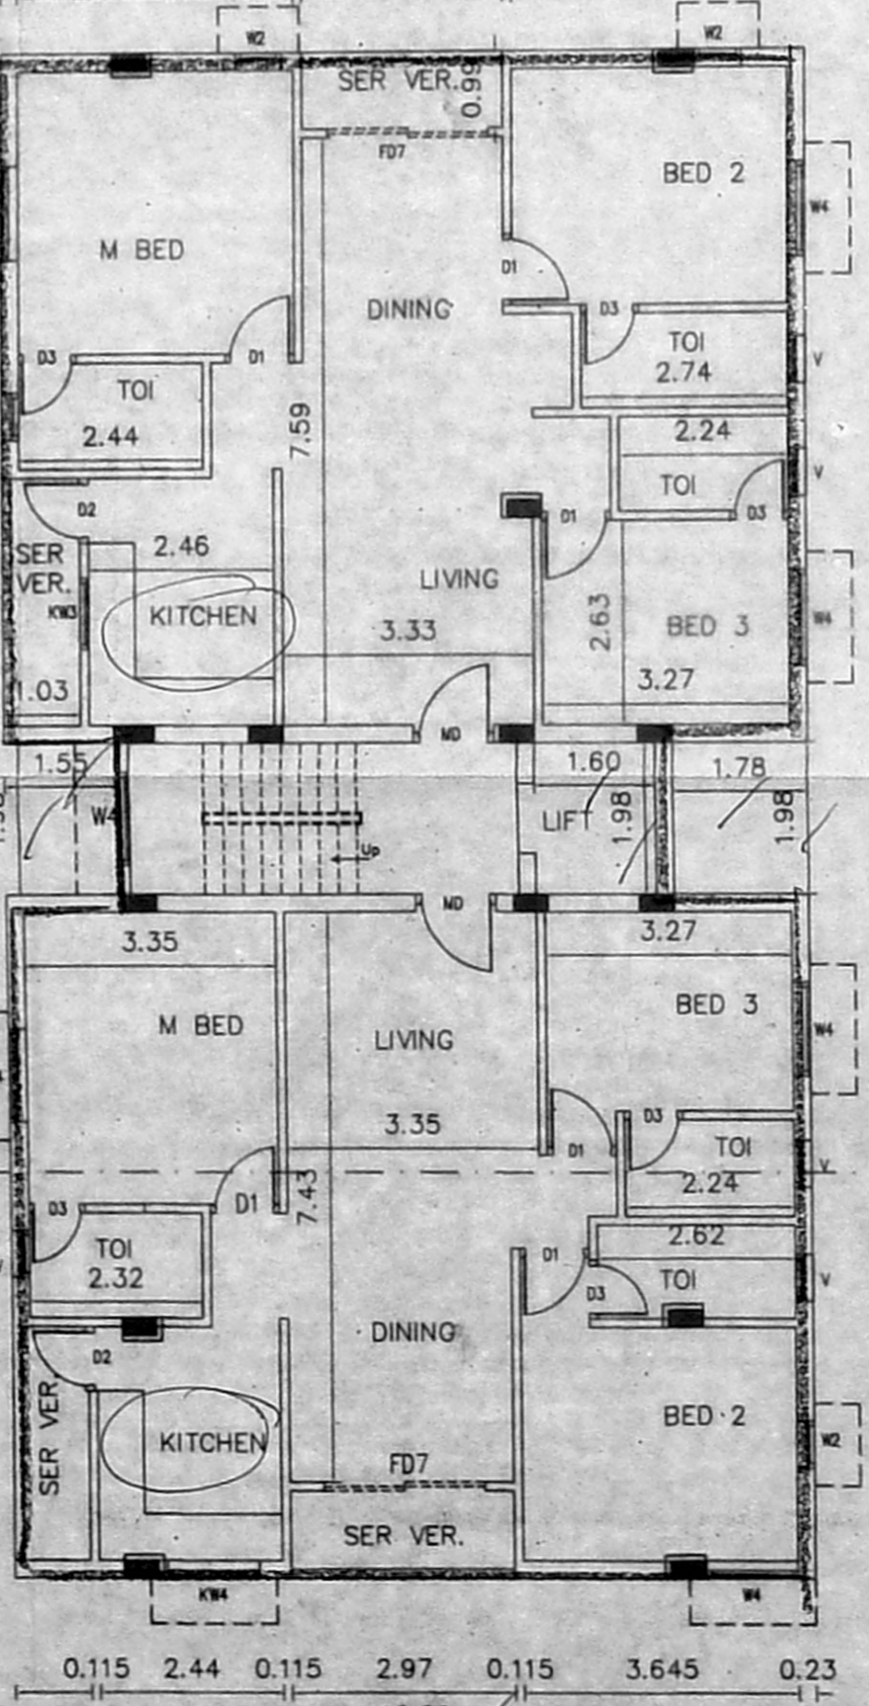 W2
W2
SER VER.
0.99
FD7
BED 2
W4
M BED
D1
DINING
D3
TOI
2.74
V
D3
D1
TOI
2.44
7.59
2.24
TOI
V
D2
D1
D3
SER
VER.
2.46
LIVING
KW3
KITCHEN
3.33
2.63
BED 3
W4
3.27
1.03
MD
1.55
1.60
1.78
W4
LIFT
1.98
1.98
Up
MD
3.35
3.27
M BED
LIVING
BED 3
W4
3.35
D3
D1
TOI
V
2.24
7.43
D3
D1
2.62
TOI
2.32
D1
D3
TOI
V
DINING
D2
SER VER.
BED 2
W2
KITCHEN
FD7
SER VER.
KW4
W4
0.115 2.44 0.115 2.97 0.115 3.645 0.23